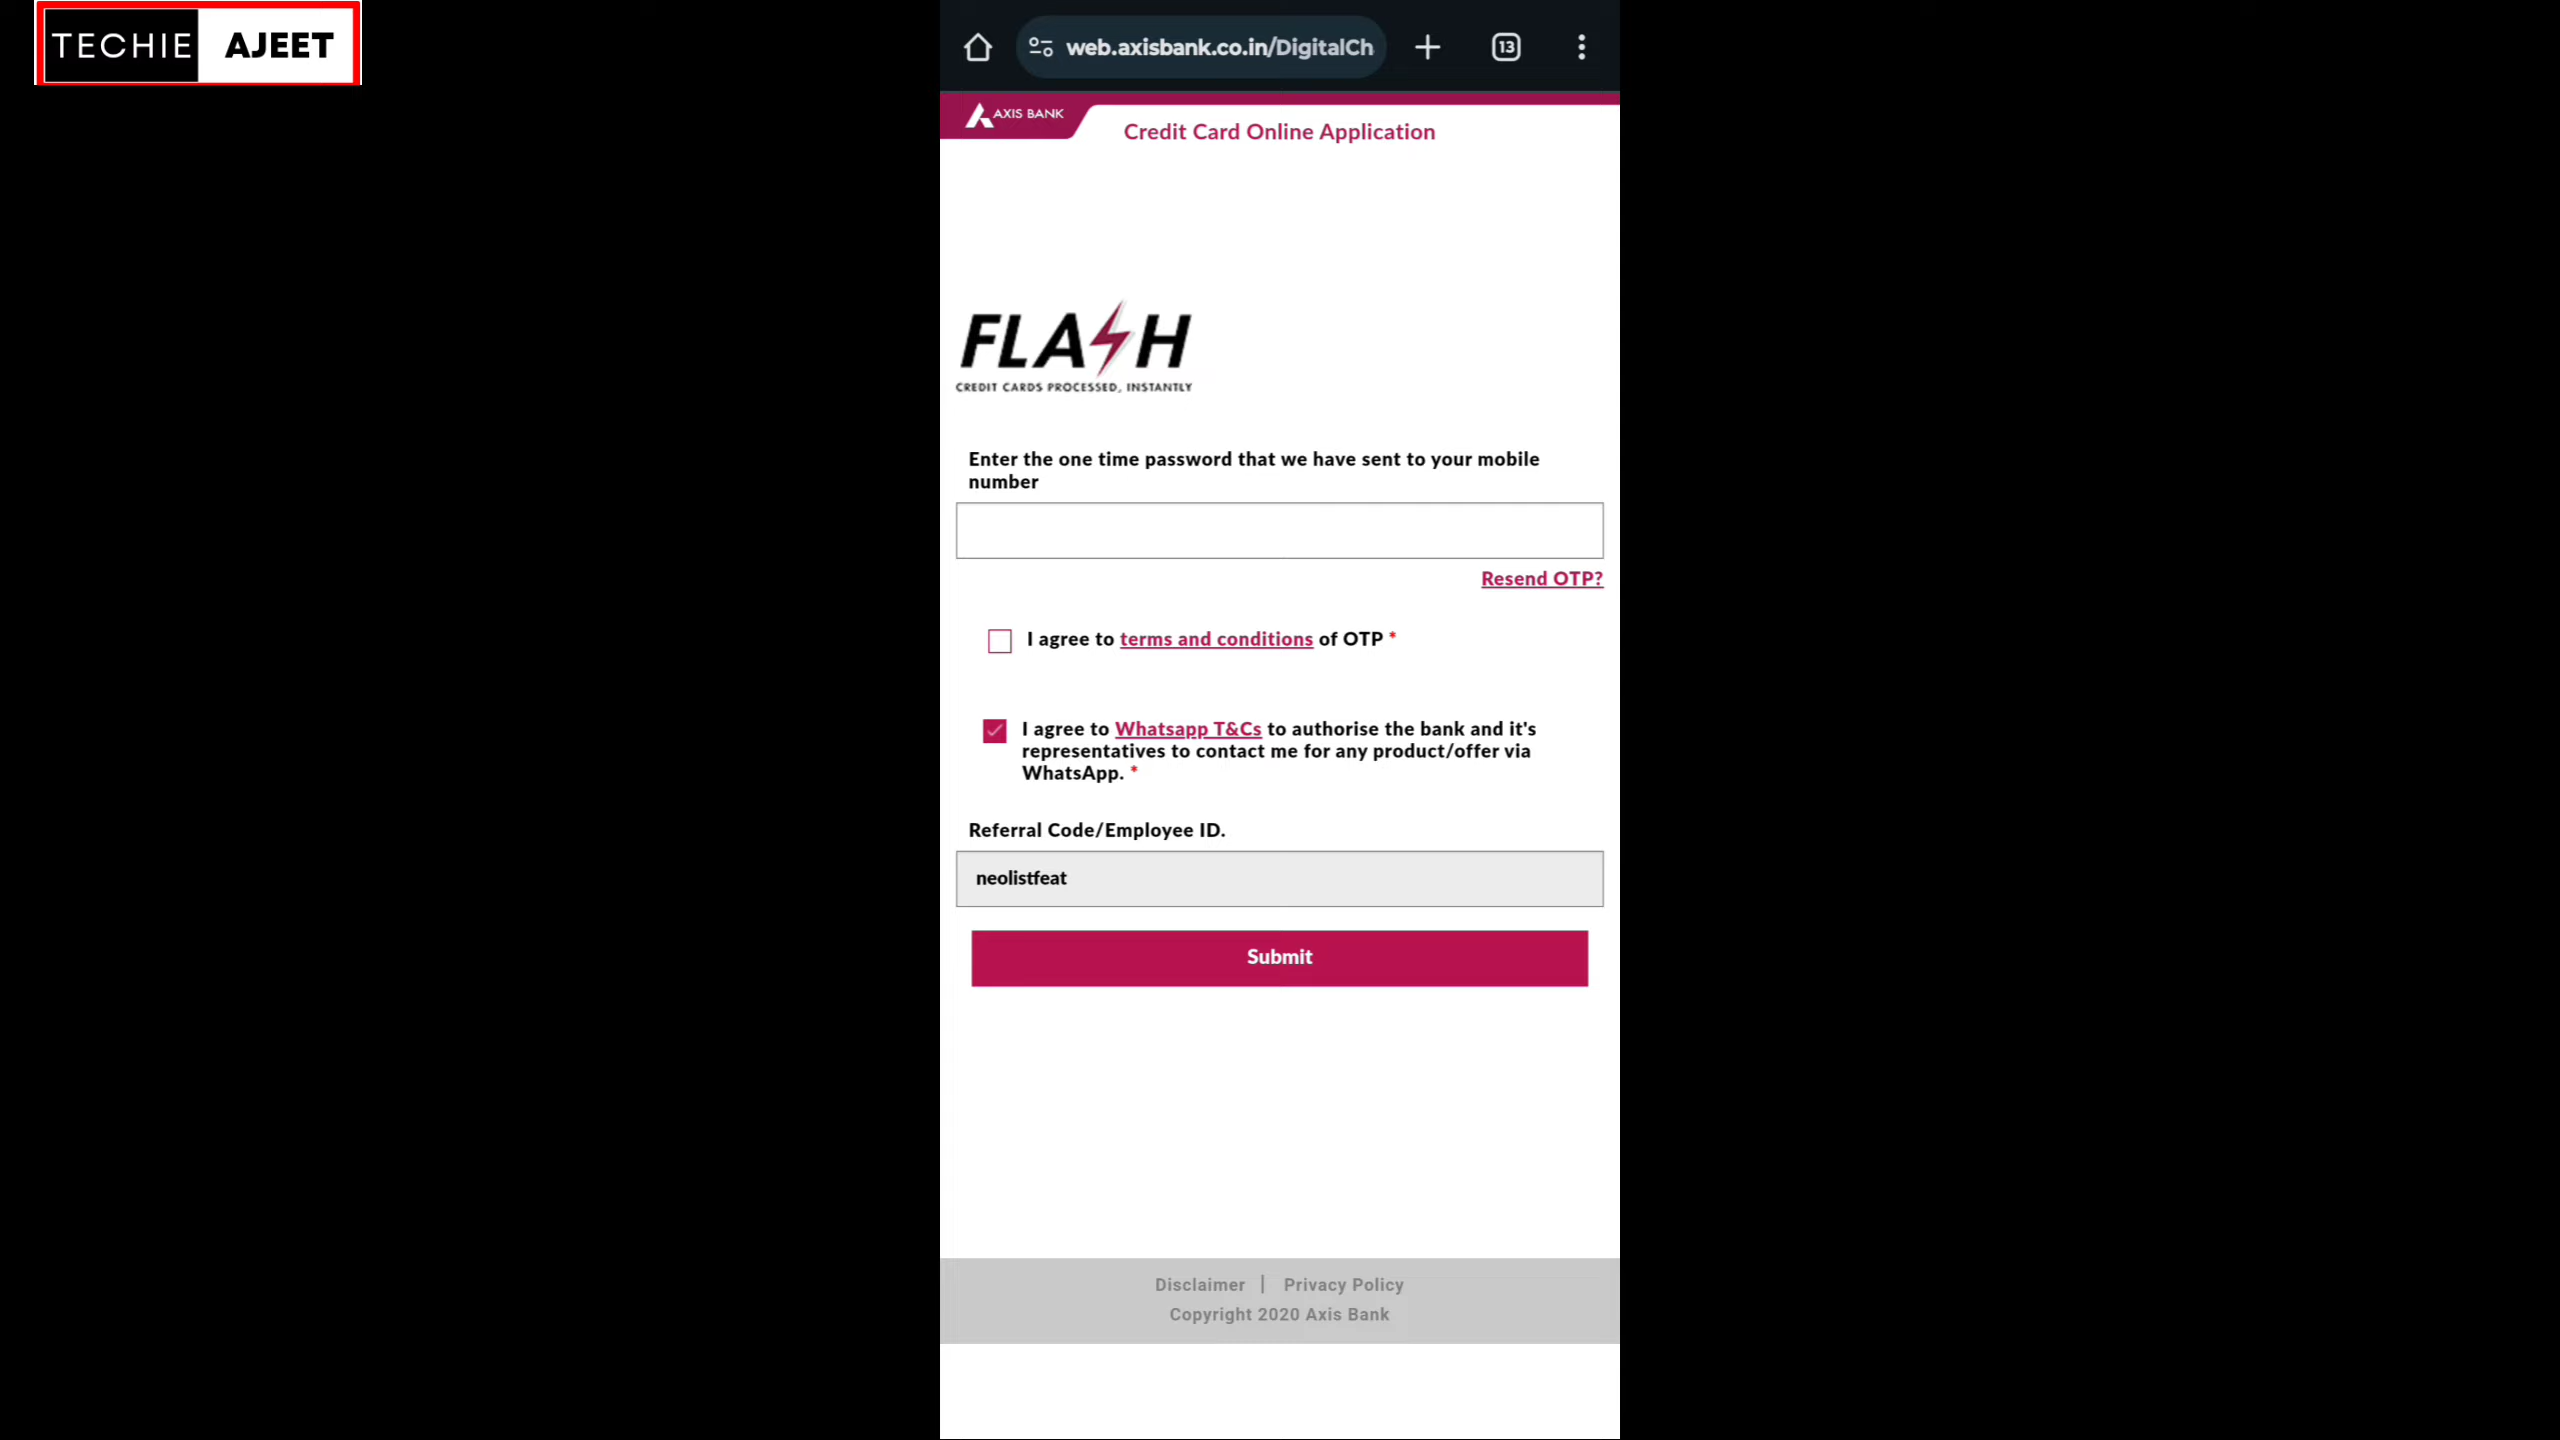 TECHIE AJEET
web.axisbank.co.in/DigitalCh
13
AXIS BANK
Credit Card Online Application
FLASH
CREDIT CARDS PROCESSED, INSTANTLY
Enter the one time password that we have sent to your mobile
number
Resend OTP?
I agree to terms and conditions of OTP *
I agree to Whatsapp T&Cs to authorise the bank and it's
representatives to contact me for any product/offer via
WhatsApp. *
Referral Code/Employee ID.
neolistfeat
Submit
Disclaimer | Privacy Policy
Copyright 2020 Axis Bank